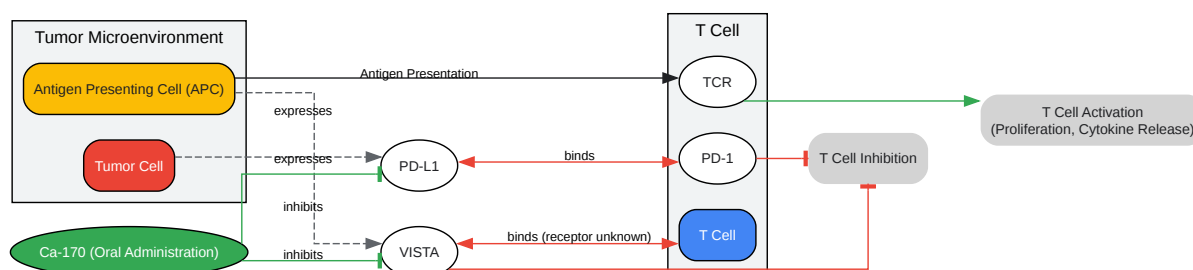 Tumor Microenvironment
T Cell
Antigen Presenting Cell (APC)
Antigen Presentation
TCR
expresses
T Cell Activation
(Proliferation, Cytokine Release)
Tumor Cell
expresses
PD-L1
binds
PD-1
T Cell Inhibition
inhibits
Ca-170 (Oral Administration)
inhibits
VISTA
binds (receptor unknown)
T Cell